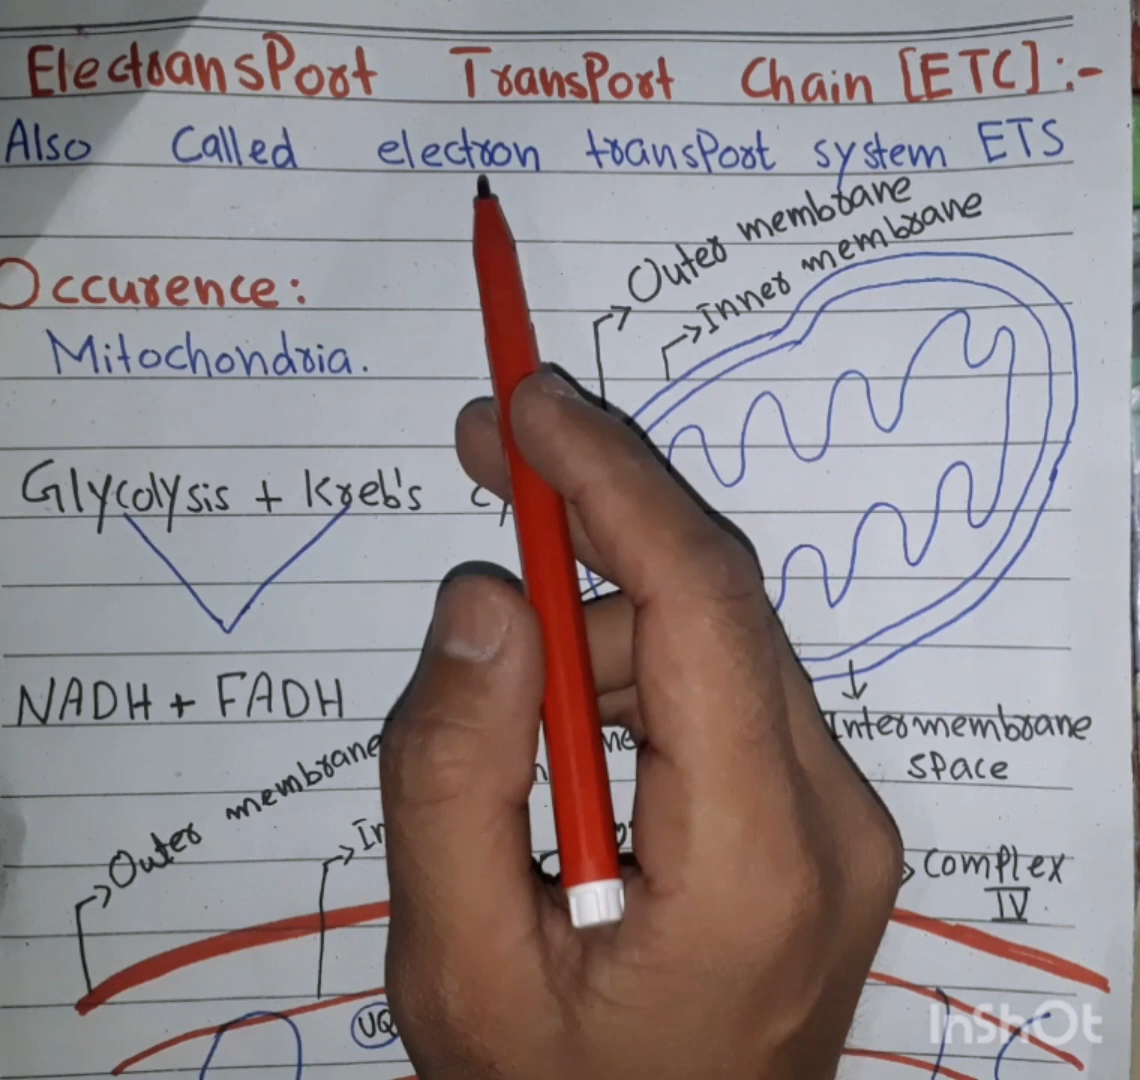 ElectransPort TransPort Chain [ETC]:-
Also Called electron transPort system ETS
Outer membrane
Inner membrane
Occurence:
Mitochondria.
Glycolysis + Kreb's
NADH + FADH
Intermembrane
space
Outer membrane
Complex
IV
UQ
InShOt